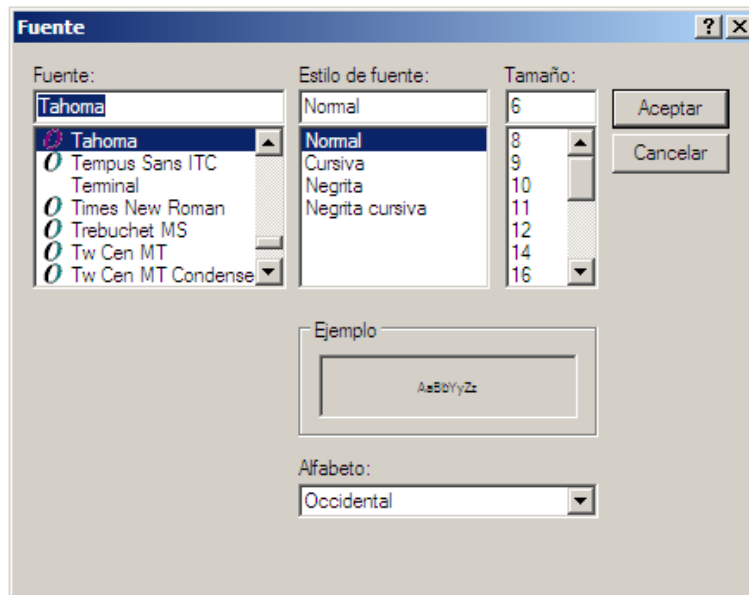 Fuente
Fuente:
Tahoma
Tahoma
Tempus Sans ITC
Terminal
Times New Roman
Trebuchet MS
Tw Cen MT
Tw Cen MT Condense
Estilo de fuente:
Normal
Normal
Cursiva
Negrita
Negrita cursiva
Tamaño:
6
8
9
10
11
12
14
16
Aceptar
Cancelar
Ejemplo
AaBbYyZz
Alfabeto:
Occidental